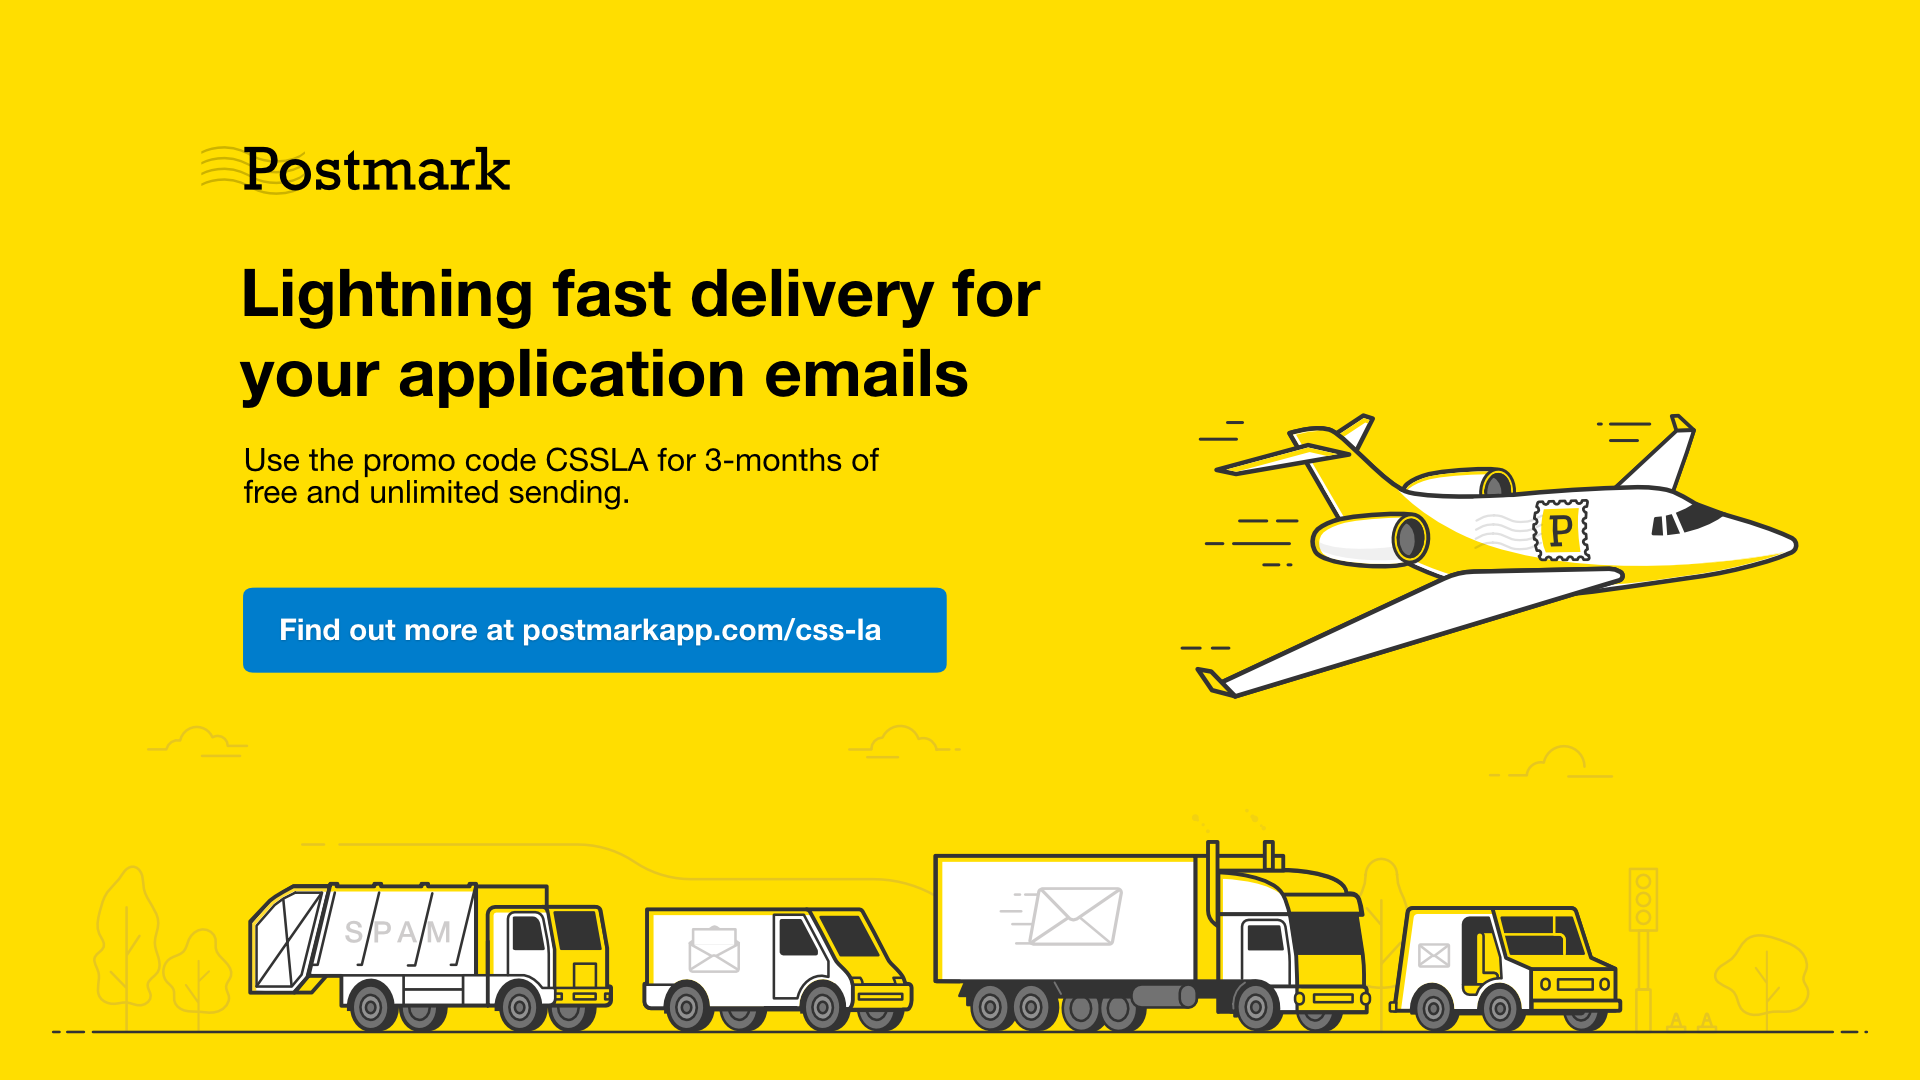 Postmark
Lightning fast delivery for
your application emails
Use the promo code CSSLA for 3-months of
free and unlimited sending.
P
Find out more at postmarkapp.com/css-la
SPAM